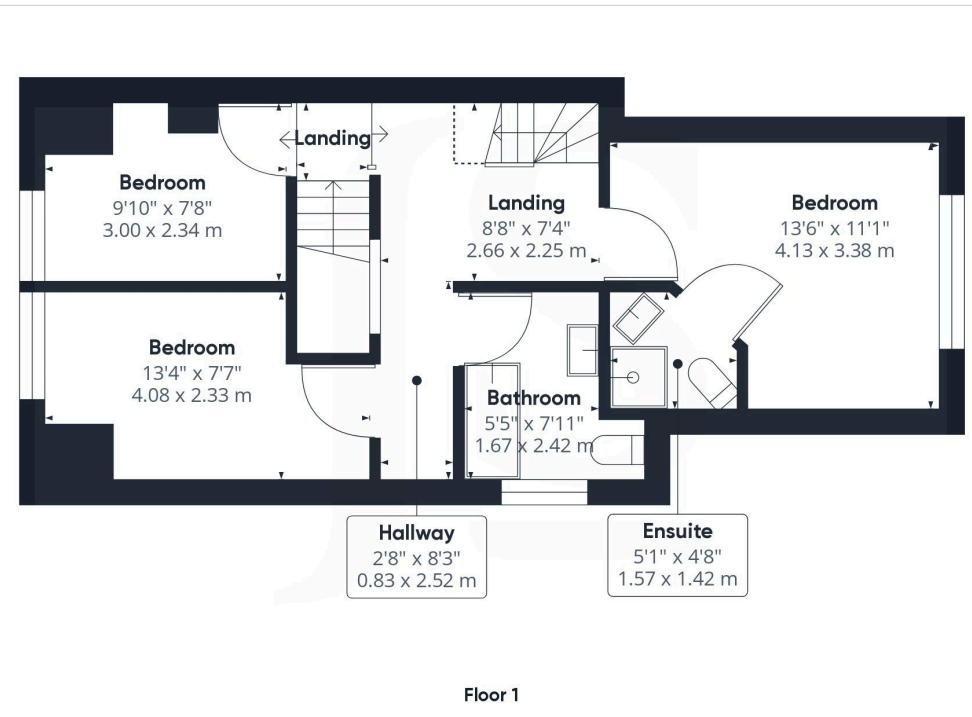 Landing
Bedroom
9'10" x 7'8"
3.00 x 2.34 m
Landing
8'8" x 7'4"
2.66 x 2.25 m
Bedroom
13'6" x 11'1"
4.13 x 3.38 m
Bedroom
13'4" x 7'7"
4.08 x 2.33 m
Bathroom
5'5" x 7'11"
1.67 x 2.42 m
Hallway
2'8" x 8'3"
0.83 x 2.52 m
Ensuite
5'1" x 4'8"
1.57 x 1.42 m
Floor 1